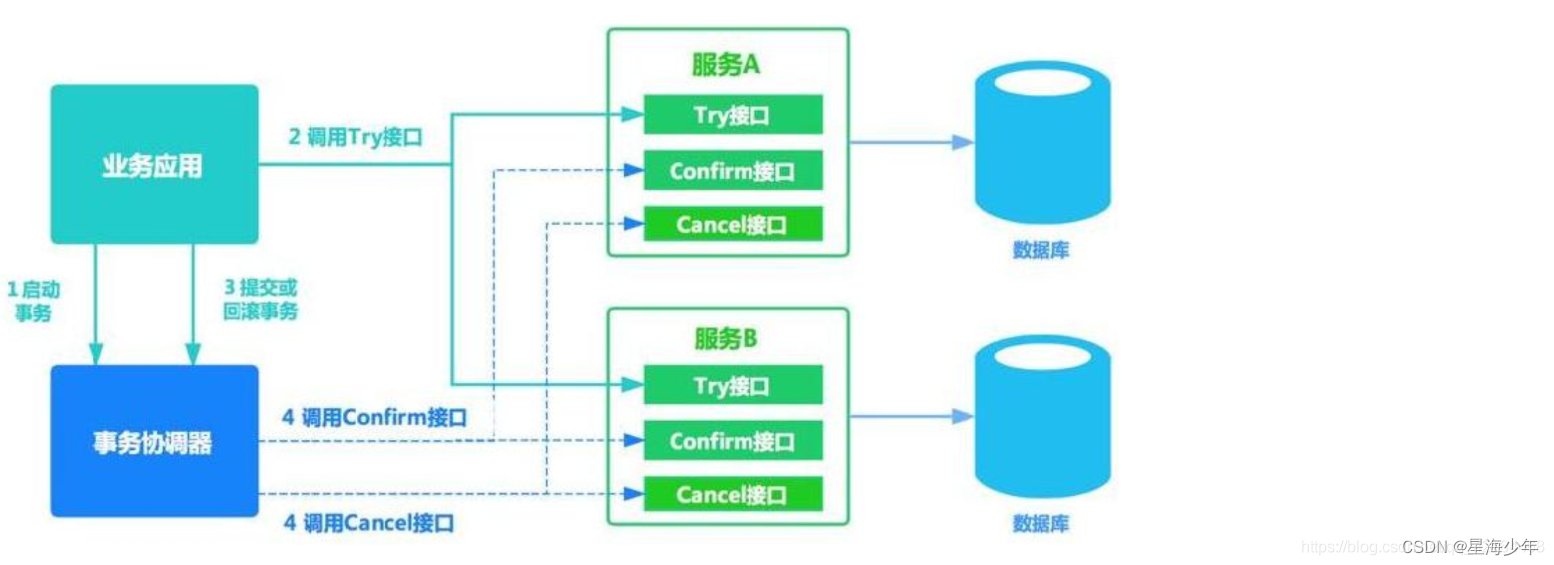 服务A
Try接口
2 调用Try接口
业务应用
Confirm接口
Cancel接口
数据库
1 启动
事务
3 提交或
回滚事务
服务B
Try接口
4 调用Confirm接口
事务协调器
Confirm接口
Cancel接口
4 调用Cancel接口
数据库
https://blog.cs
CSDN @星海少年